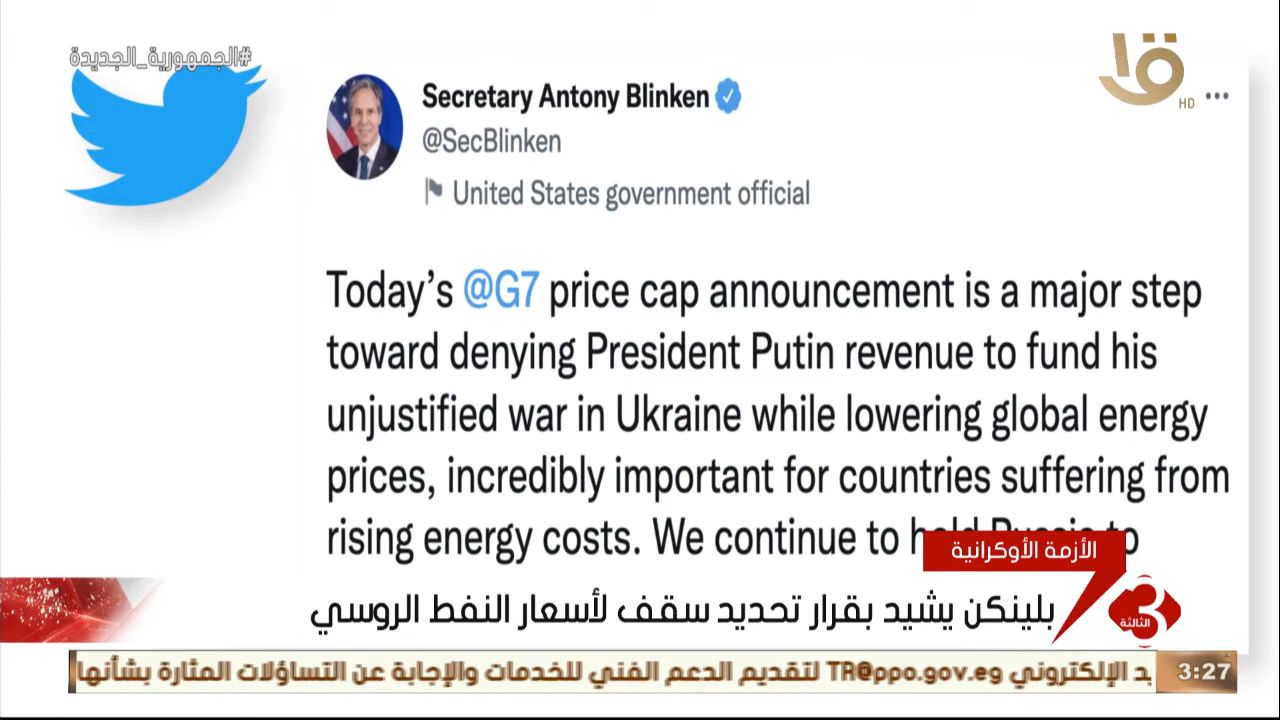 #الجمهورية_الجديدة
HD
Secretary Antony Blinken
@SecBlinken
United States government official
Today's @G7 price cap announcement is a major step
toward denying President Putin revenue to fund his
unjustified war in Ukraine while lowering global energy
prices, incredibly important for countries suffering from
rising energy costs. We continue to
الأزمة الأوكرانية
بلينكن يشيد بقرار تحديد سقف لأسعار النفط الروسي
3
الثالثة
الإلكتروني TR@ppo.gov.eg لتقديم الدعم الفني للخدمات والإجابة عن التساؤلات المثارة بشأنها
3:27